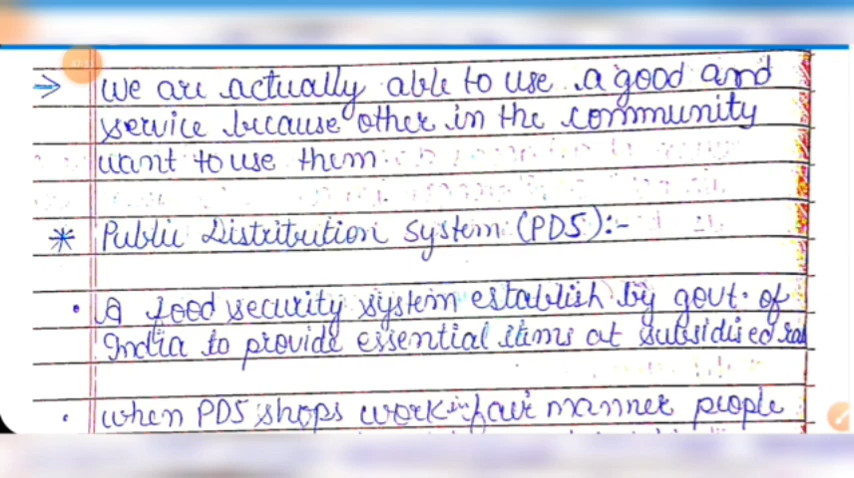 → We are actually able to use a good and
service because other in the community
want to use them.
* Public Distribution System (PDS):-
• A food security system establish by govt. of
India to provide essential items at subsidised
• when PDS shops work in fair manner people